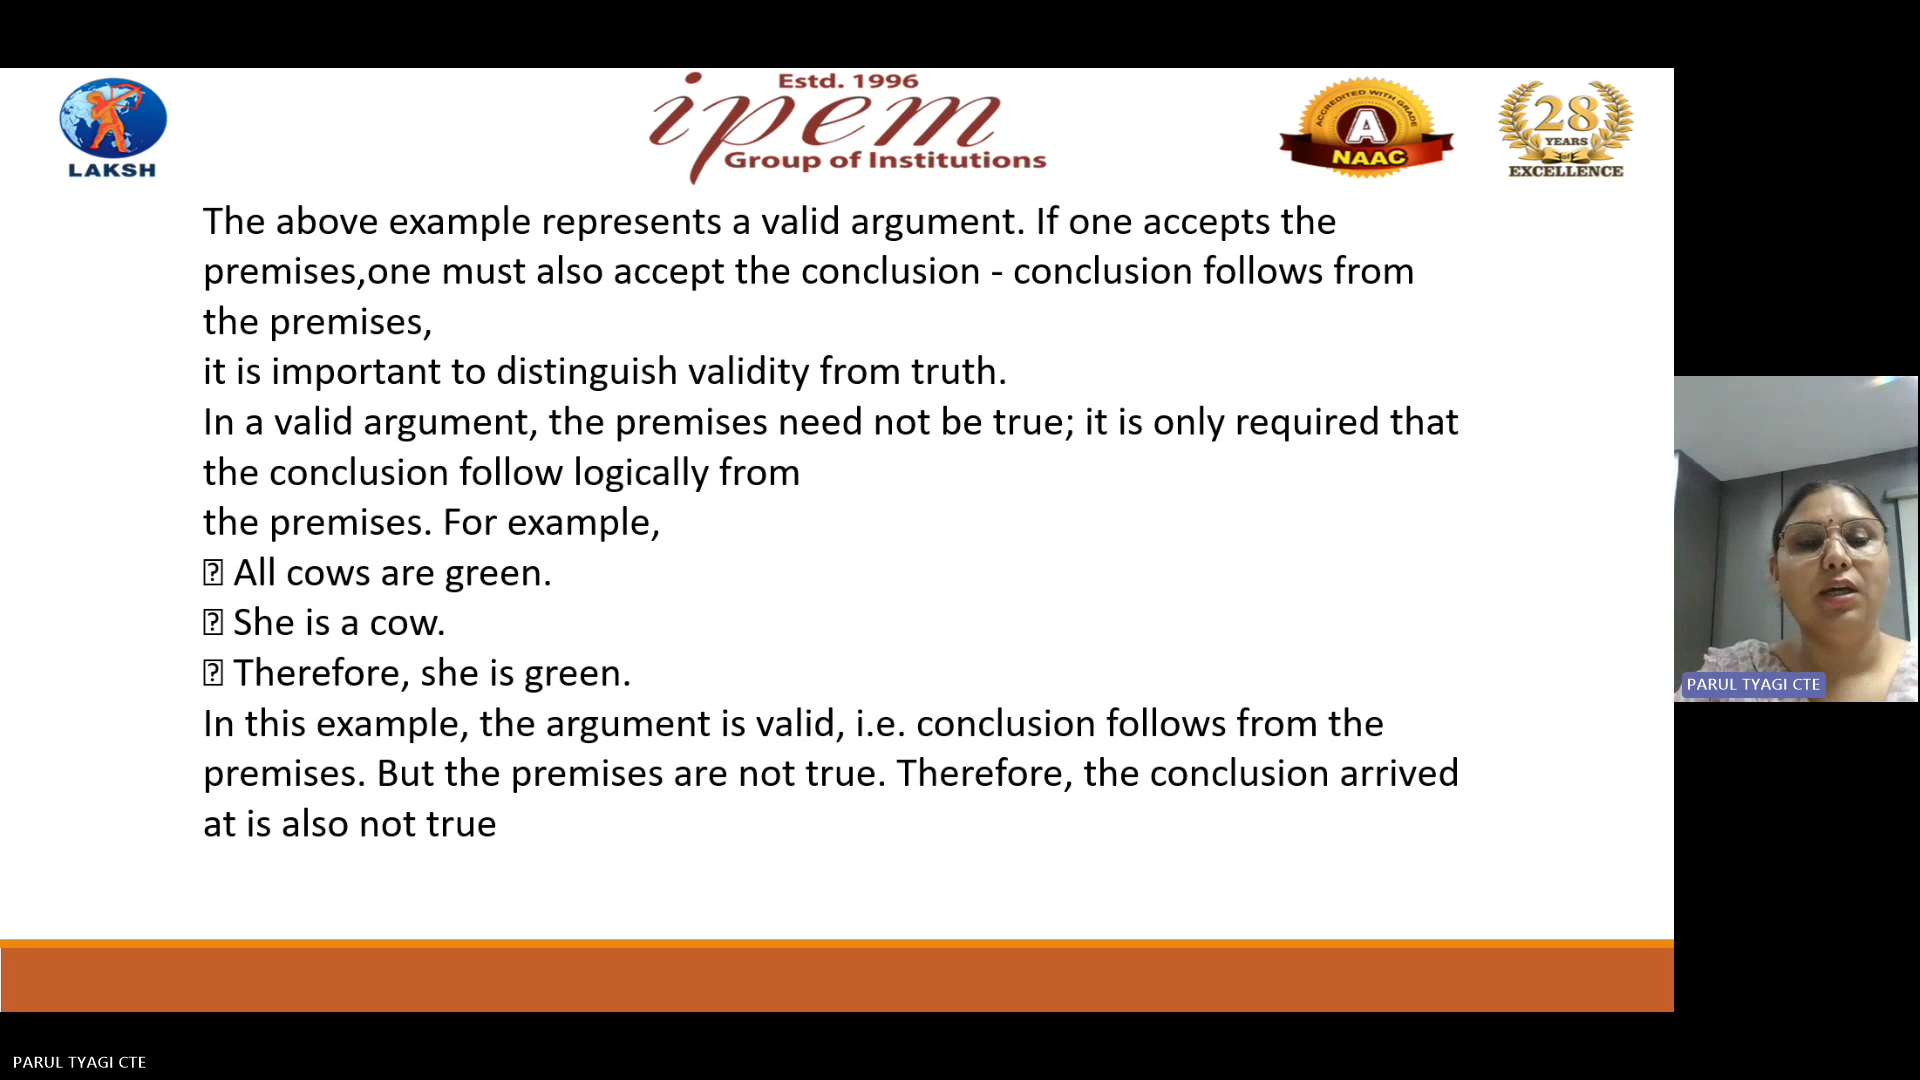 LAKSH
Estd. 1996
ipem
Group of Institutions
ACCREDITED WITH GRADE
A
NAAC
28
YEARS
of
EXCELLENCE
The above example represents a valid argument. If one accepts the
premises,one must also accept the conclusion - conclusion follows from
the premises,
it is important to distinguish validity from truth.
In a valid argument, the premises need not be true; it is only required that
the conclusion follow logically from
the premises. For example,
All cows are green.
She is a cow.
Therefore, she is green.
In this example, the argument is valid, i.e. conclusion follows from the
premises. But the premises are not true. Therefore, the conclusion arrived
at is also not true
PARUL TYAGI CTE
PARUL TYAGI CTE